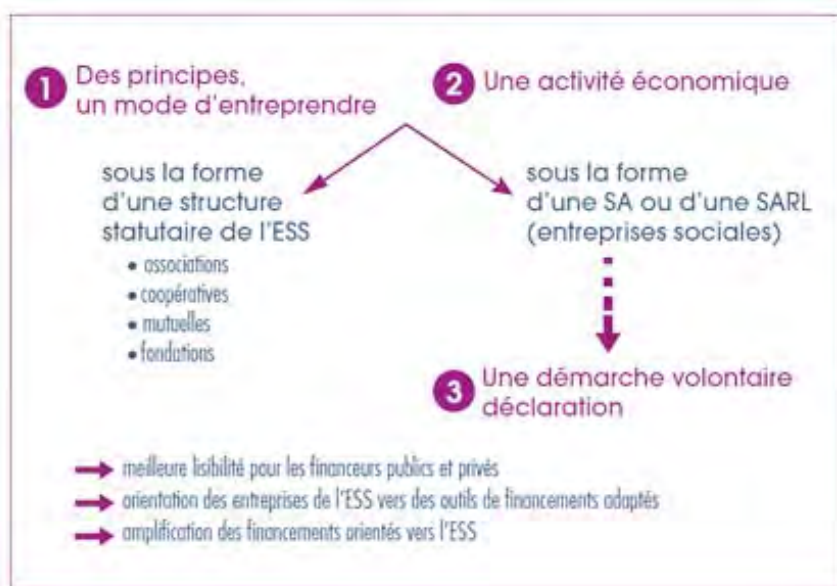 1 Des principes,
un mode d'entreprendre
2 Une activité économique
sous la forme
d'une structure
statutaire de l'ESS
• associations
• coopératives
• mutuelles
• fondations
sous la forme
d'une SA ou d'une SARL
(entreprises sociales)
3 Une démarche volontaire
déclaration
meilleure lisibilité pour les financeurs publics et privés
orientation des entreprises de l'ESS vers des outils de financements adaptés
amplification des financements orientés vers l'ESS